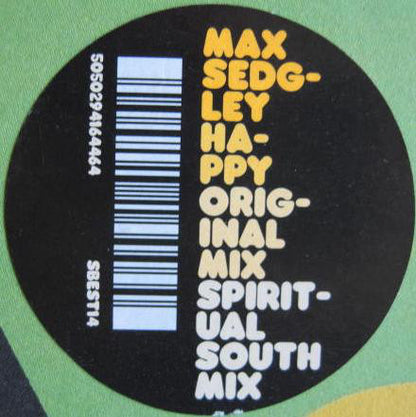 MAX
SEDG-
LEY
HA-
PPY
ORIG-
INAL
MIX
SPIRIT-
UAL
SOUTH
MIX
5050294164464
SBEST14